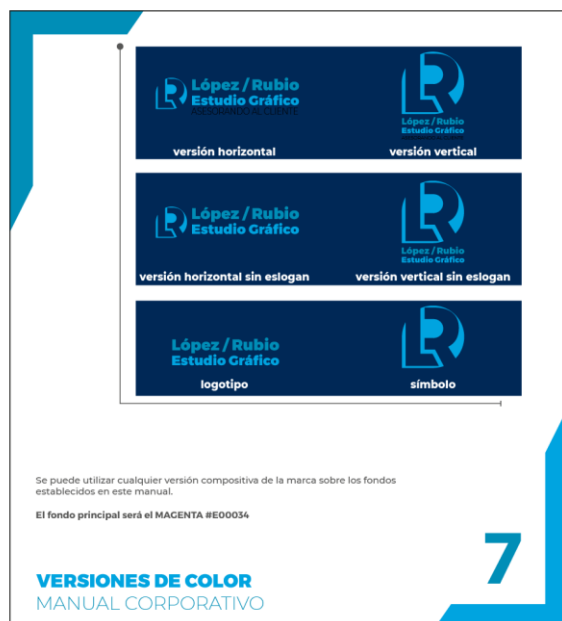 López / Rubio
Estudio Gráfico
ASESORANDO AL CLIENTE
versión horizontal
López / Rubio
Estudio Gráfico
versión vertical
López / Rubio
Estudio Gráfico
versión horizontal sin eslogan
López / Rubio
Estudio Gráfico
versión vertical sin eslogan
López / Rubio
Estudio Gráfico
logotipo
símbolo
Se puede utilizar cualquier versión compositiva de la marca sobre los fondos
establecidos en este manual.
El fondo principal será el MAGENTA #E00034
7
VERSIONES DE COLOR
MANUAL CORPORATIVO